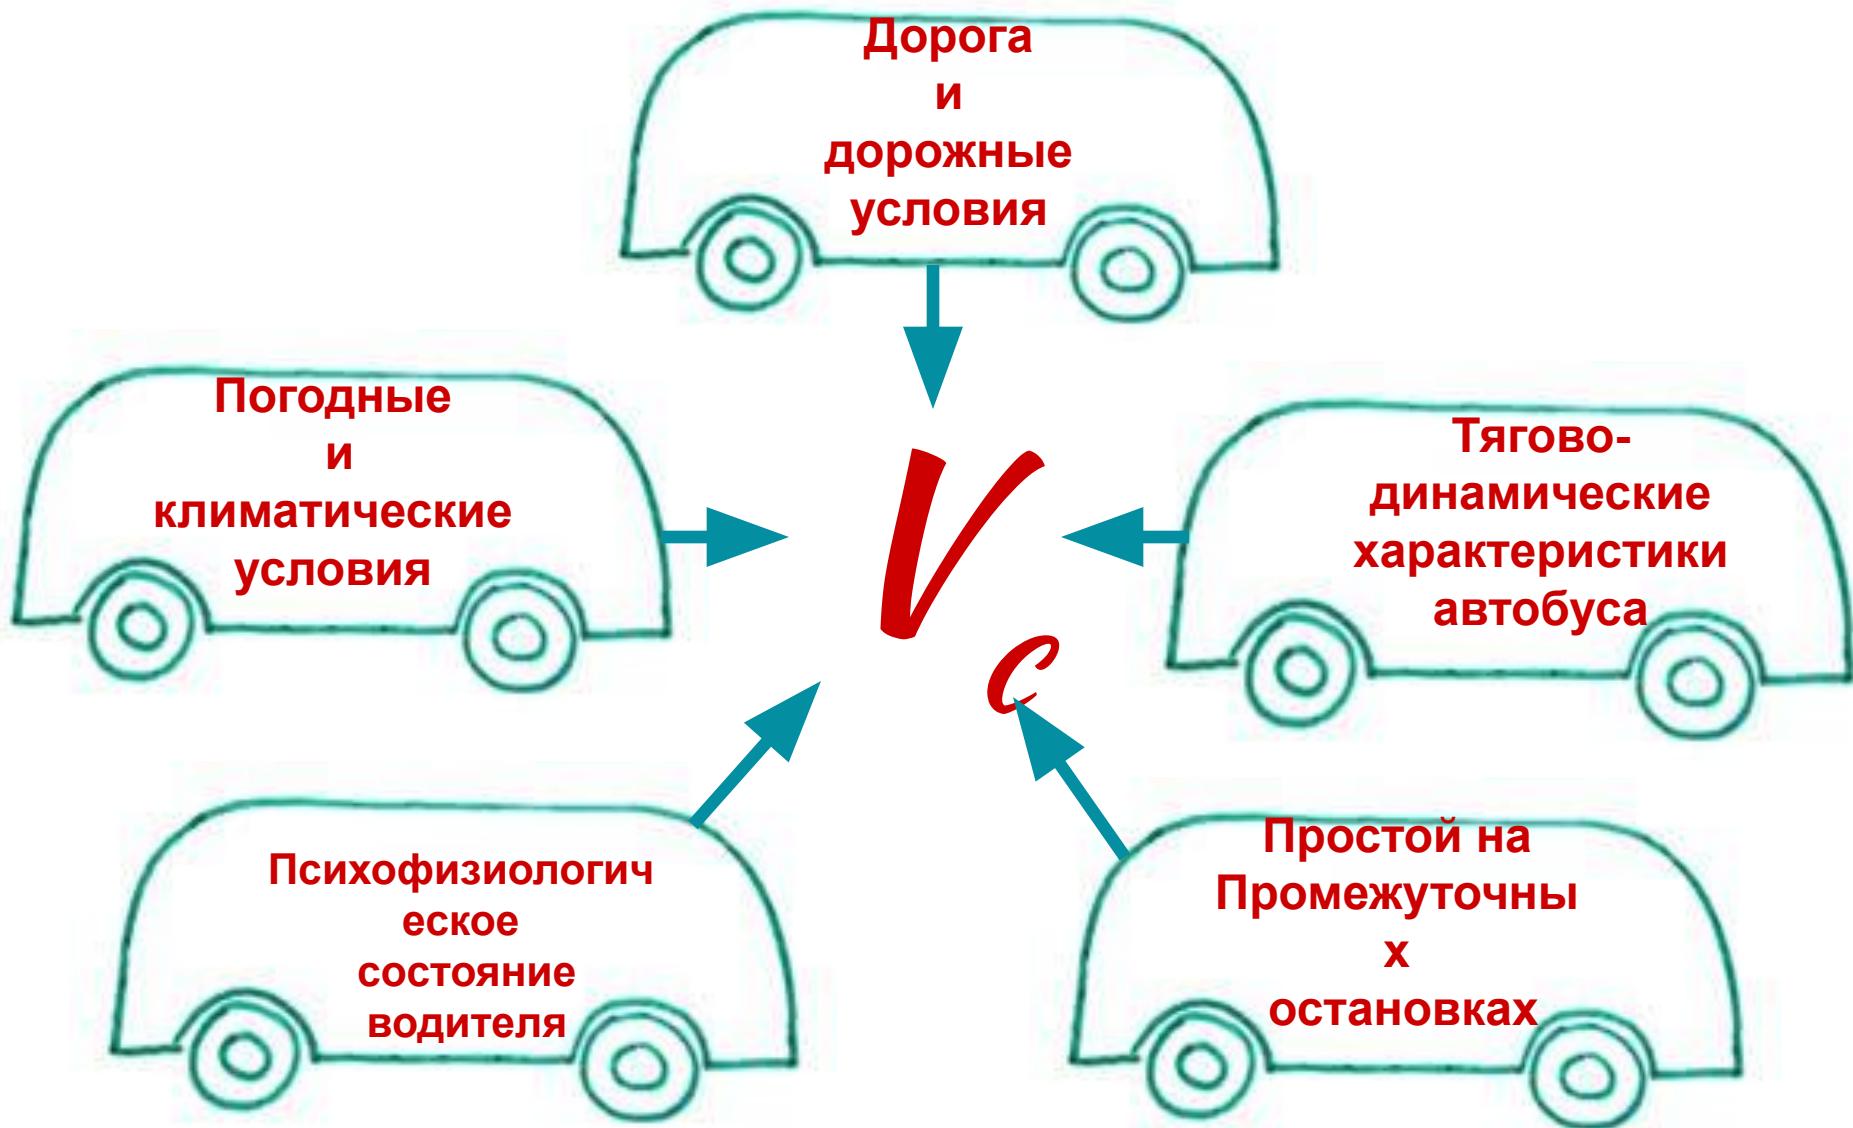 Дорога
и
дорожные
условия
Погодные
и
климатические
условия
Тягово-
динамические
характеристики
автобуса
V
с
Психофизиологич
еское
состояние
водителя
Простой на
Промежуточны
х
остановках